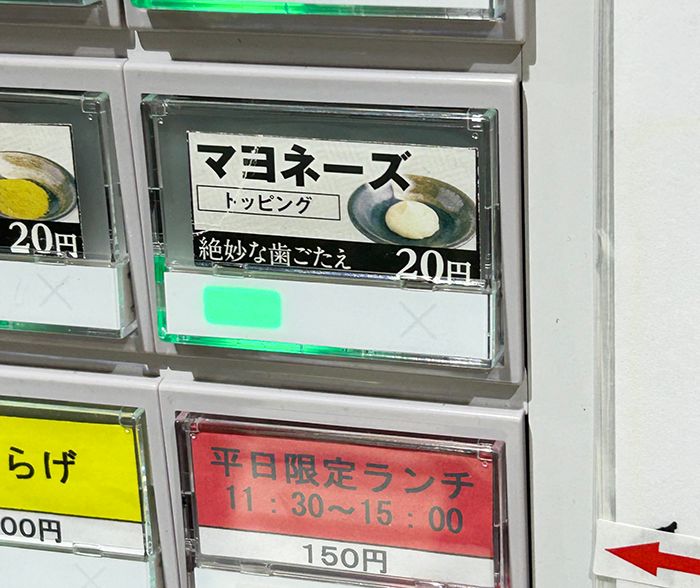 20円
マヨネーズ
トッピング
絶妙な歯ごたえ
20円
らげ
00円
平日限定ランチ
11：30～15：00
150円